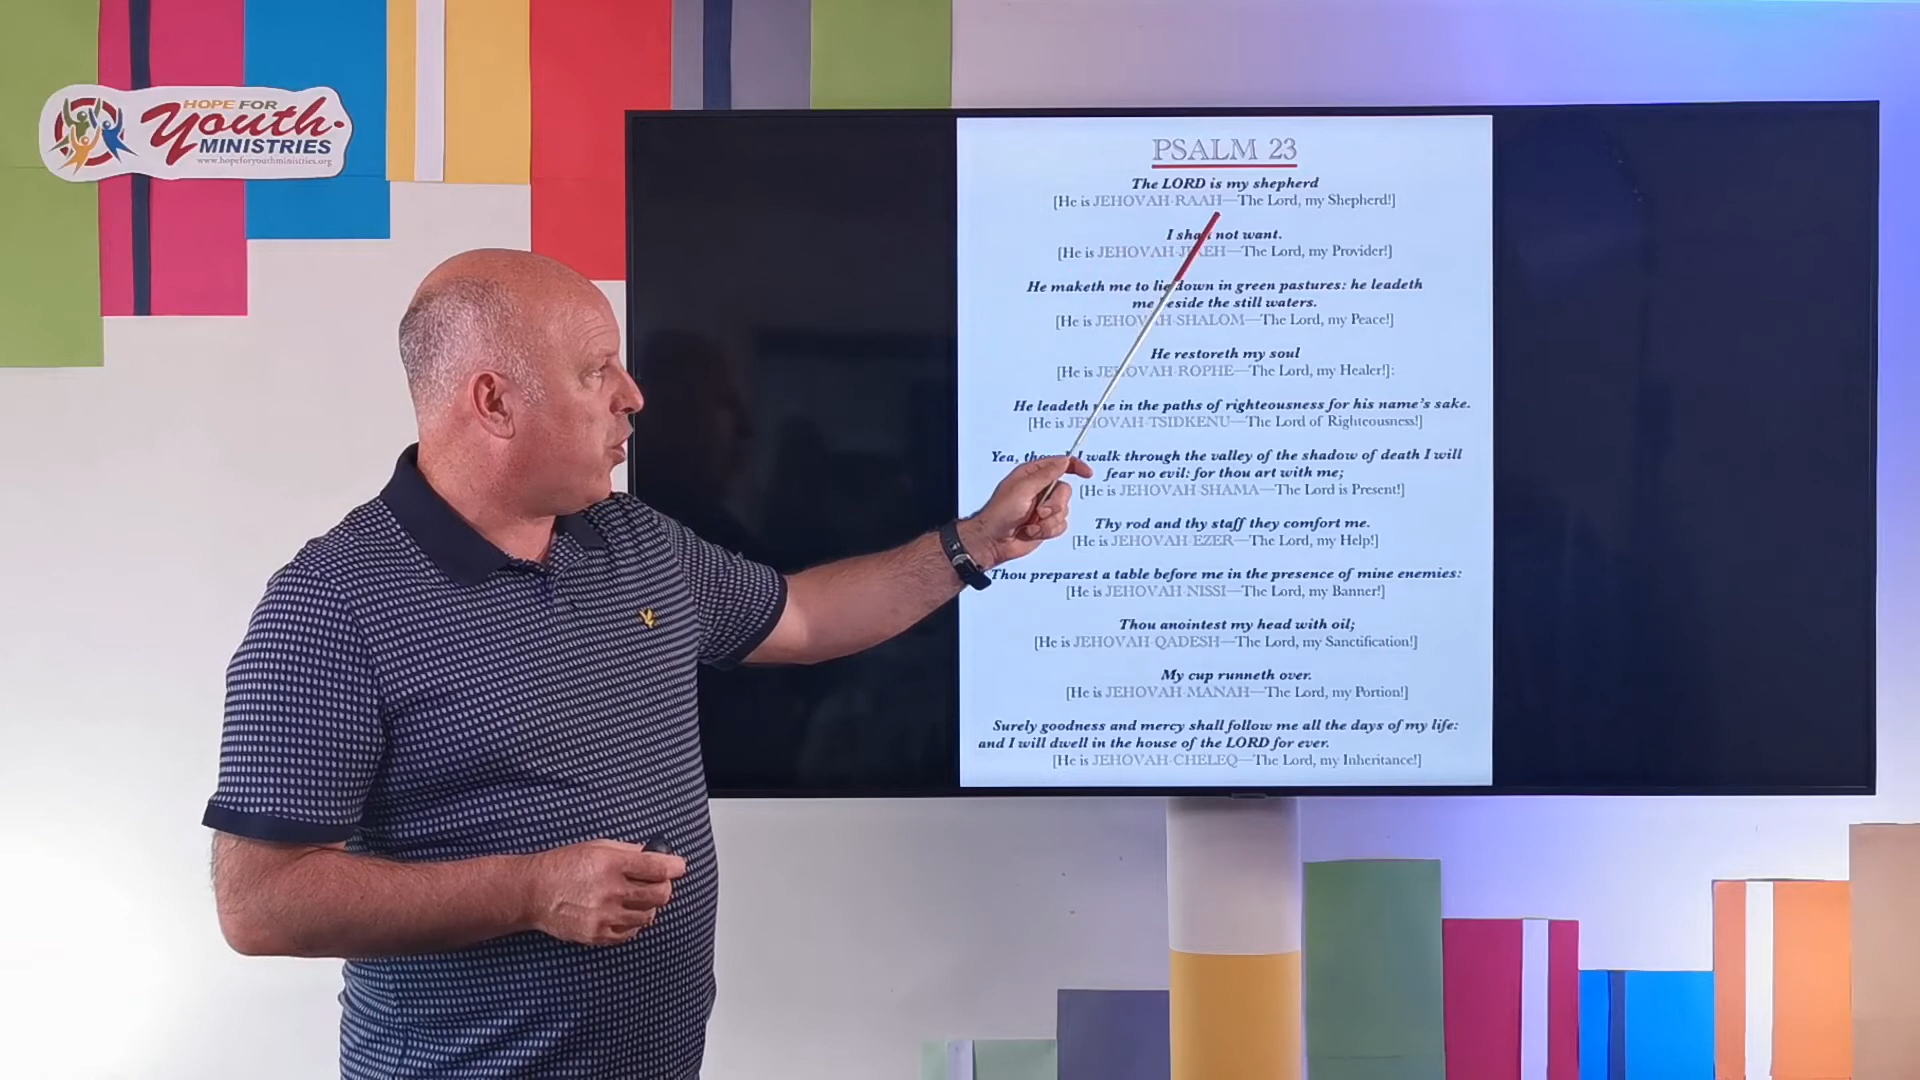 HOPE FOR
Youth
MINISTRIES
www.hopeforyouthministries.org
PSALM 23
The LORD is my shepherd
[He is JEHOVAH-RAAH—The Lord, my Shepherd!]
I shall not want.
[He is JEHOVAH-JIREH—The Lord, my Provider!]
He maketh me to lie down in green pastures: he leadeth
me beside the still waters.
[He is JEHOVAH-SHALOM—The Lord, my Peace!]
He restoreth my soul
[He is JEHOVAH-ROPHE—The Lord, my Healer!]:
He leadeth me in the paths of righteousness for his name's sake.
[He is JEHOVAH-TSIDKENU—The Lord of Righteousness!]
Yea, though I walk through the valley of the shadow of death I will
fear no evil: for thou art with me;
[He is JEHOVAH-SHAMA—The Lord is Present!]
Thy rod and thy staff they comfort me.
[He is JEHOVAH-EZER—The Lord, my Help!]
Thou preparest a table before me in the presence of mine enemies:
[He is JEHOVAH-NISSI—The Lord, my Banner!]
Thou anointest my head with oil;
[He is JEHOVAH-QADESH—The Lord, my Sanctification!]
My cup runneth over.
[He is JEHOVAH-MANAH—The Lord, my Portion!]
Surely goodness and mercy shall follow me all the days of my life:
and I will dwell in the house of the LORD for ever.
[He is JEHOVAH-CHELEQ—The Lord, my Inheritance!]